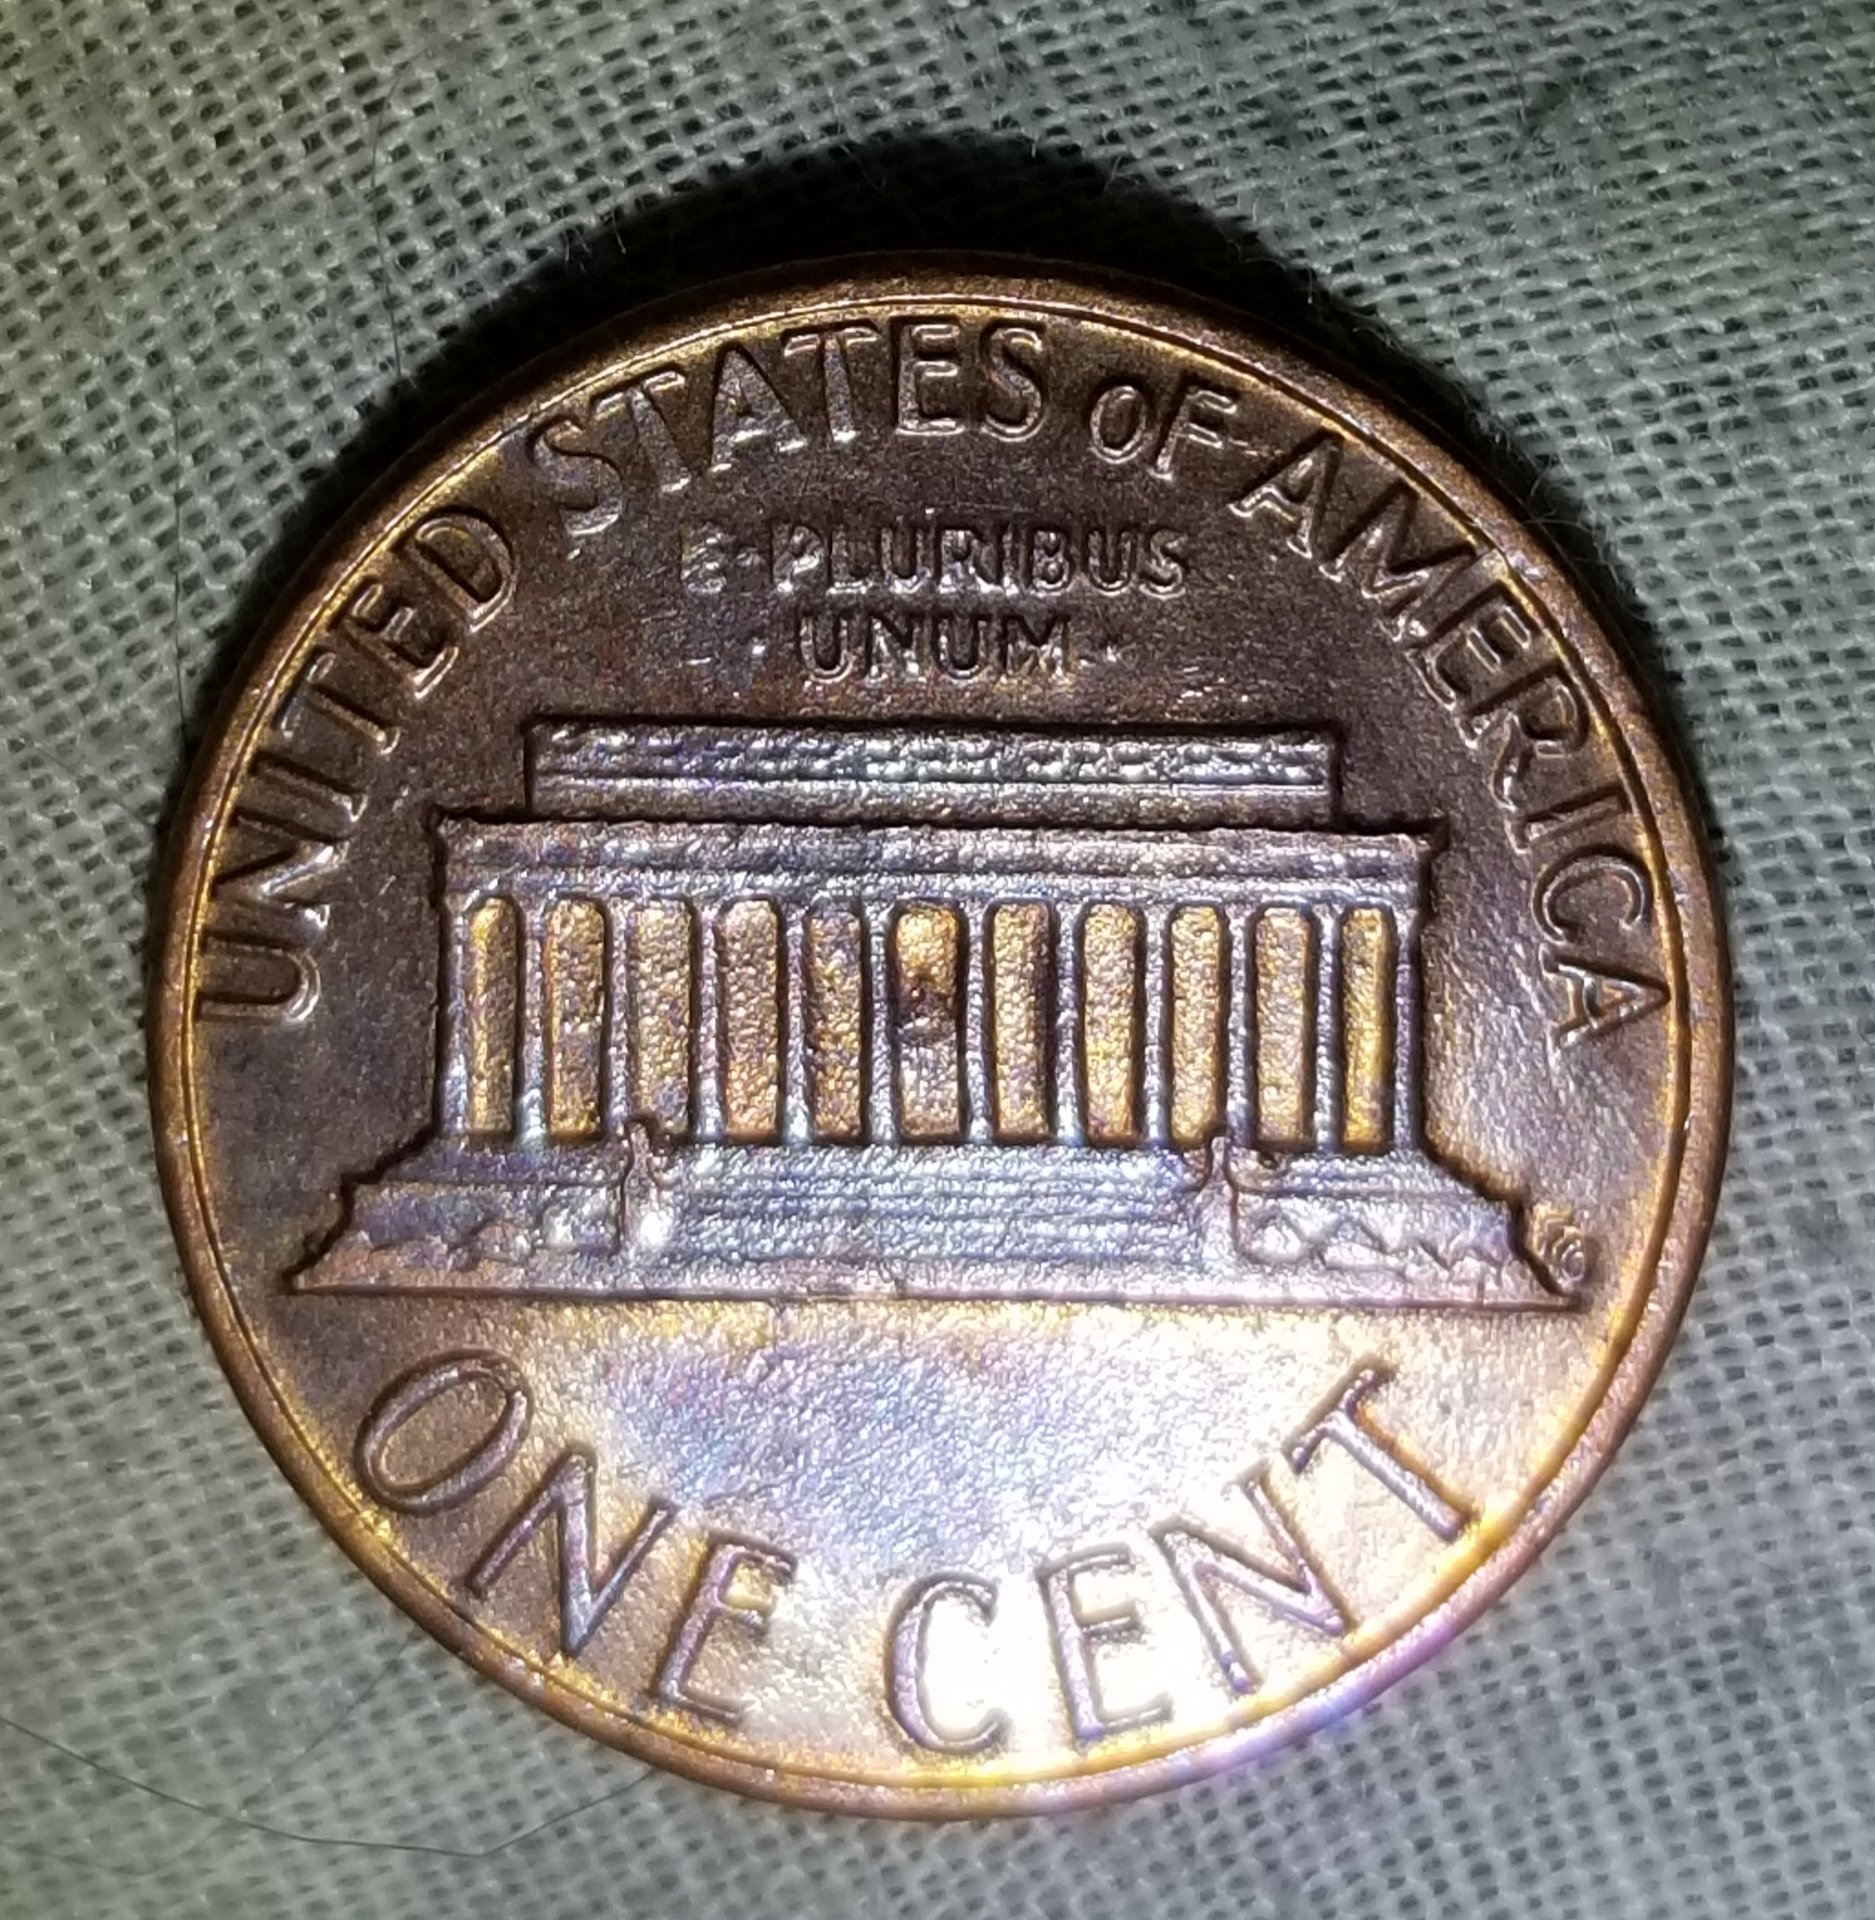 UNITED STATES OF AMERICA
E·PLURIBUS
·UNUM·
ONE CENT